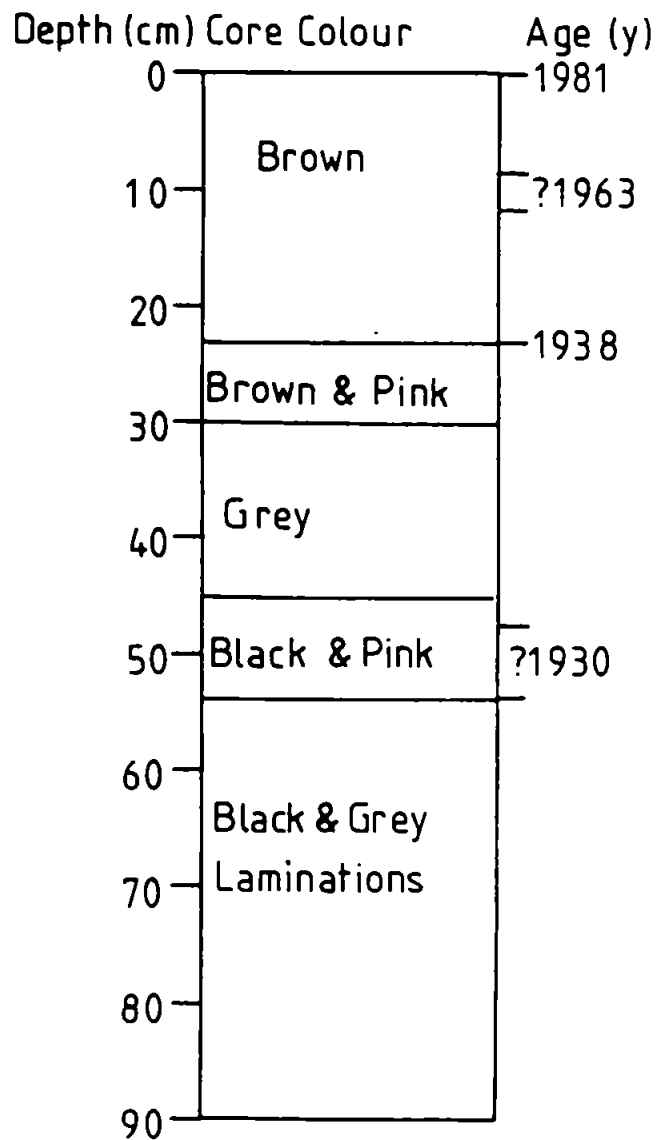 Depth (cm) Core Colour Age (y)
0 1981
Brown
10 ?1963
20
1938
Brown & Pink
30
Grey
40
50 Black & Pink ?1930
60
Black & Grey
Laminations
70
80
90